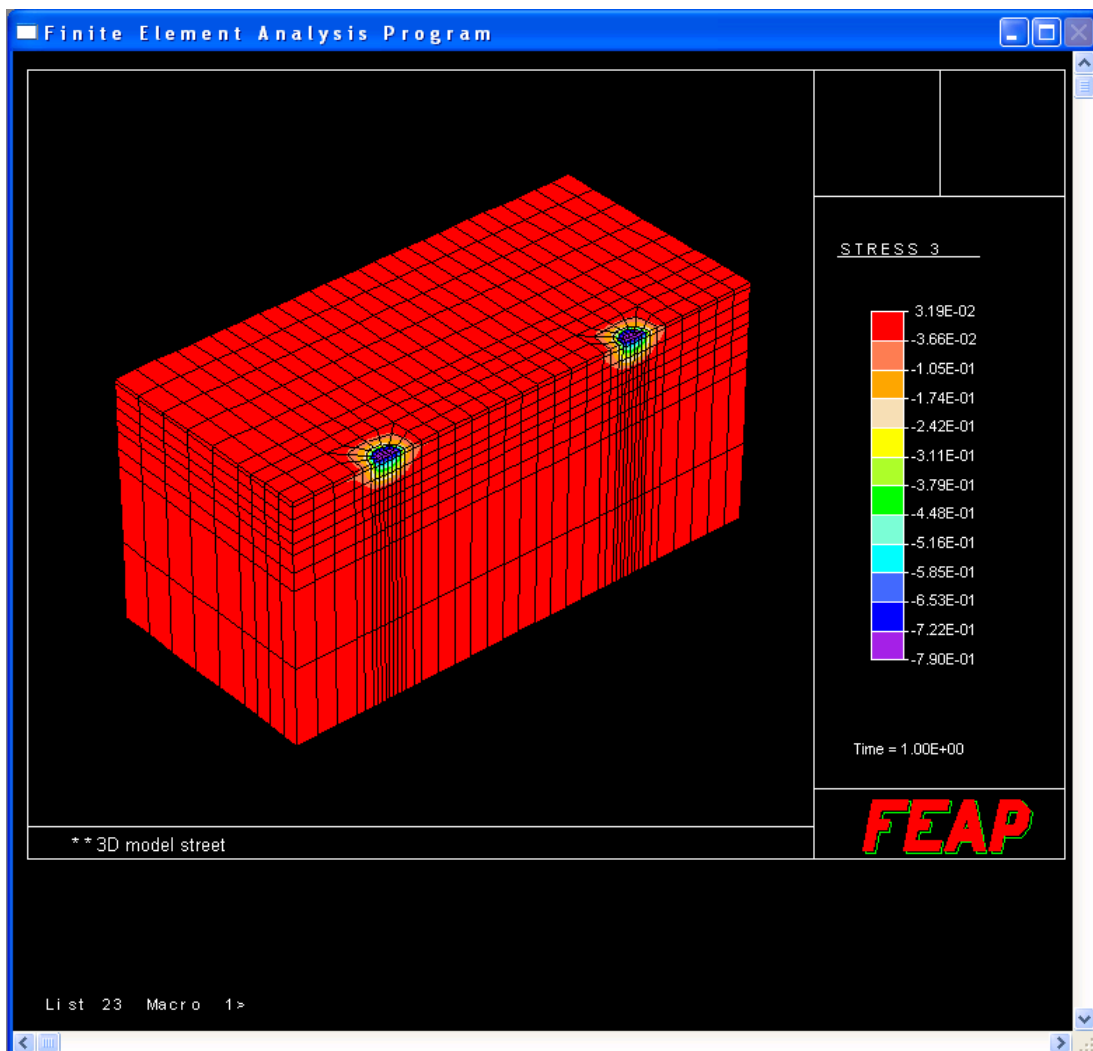 Finite Element Analysis Program
STRESS 3
3.19E-02
-3.66E-02
-1.05E-01
-1.74E-01
-2.42E-01
-3.11E-01
-3.79E-01
-4.48E-01
-5.16E-01
-5.85E-01
-6.53E-01
-7.22E-01
-7.90E-01
Time = 1.00E+00
FEAP
* * 3D model street
List 23 Macro 1>